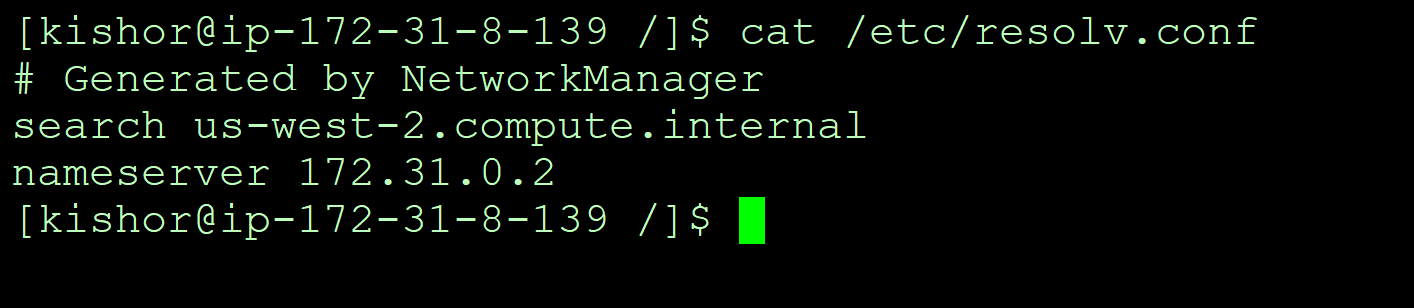 [kishor@ip-172-31-8-139 /]$ cat /etc/resolv.conf
# Generated by NetworkManager
search us-west-2.compute.internal
nameserver 172.31.0.2
[kishor@ip-172-31-8-139 /]$